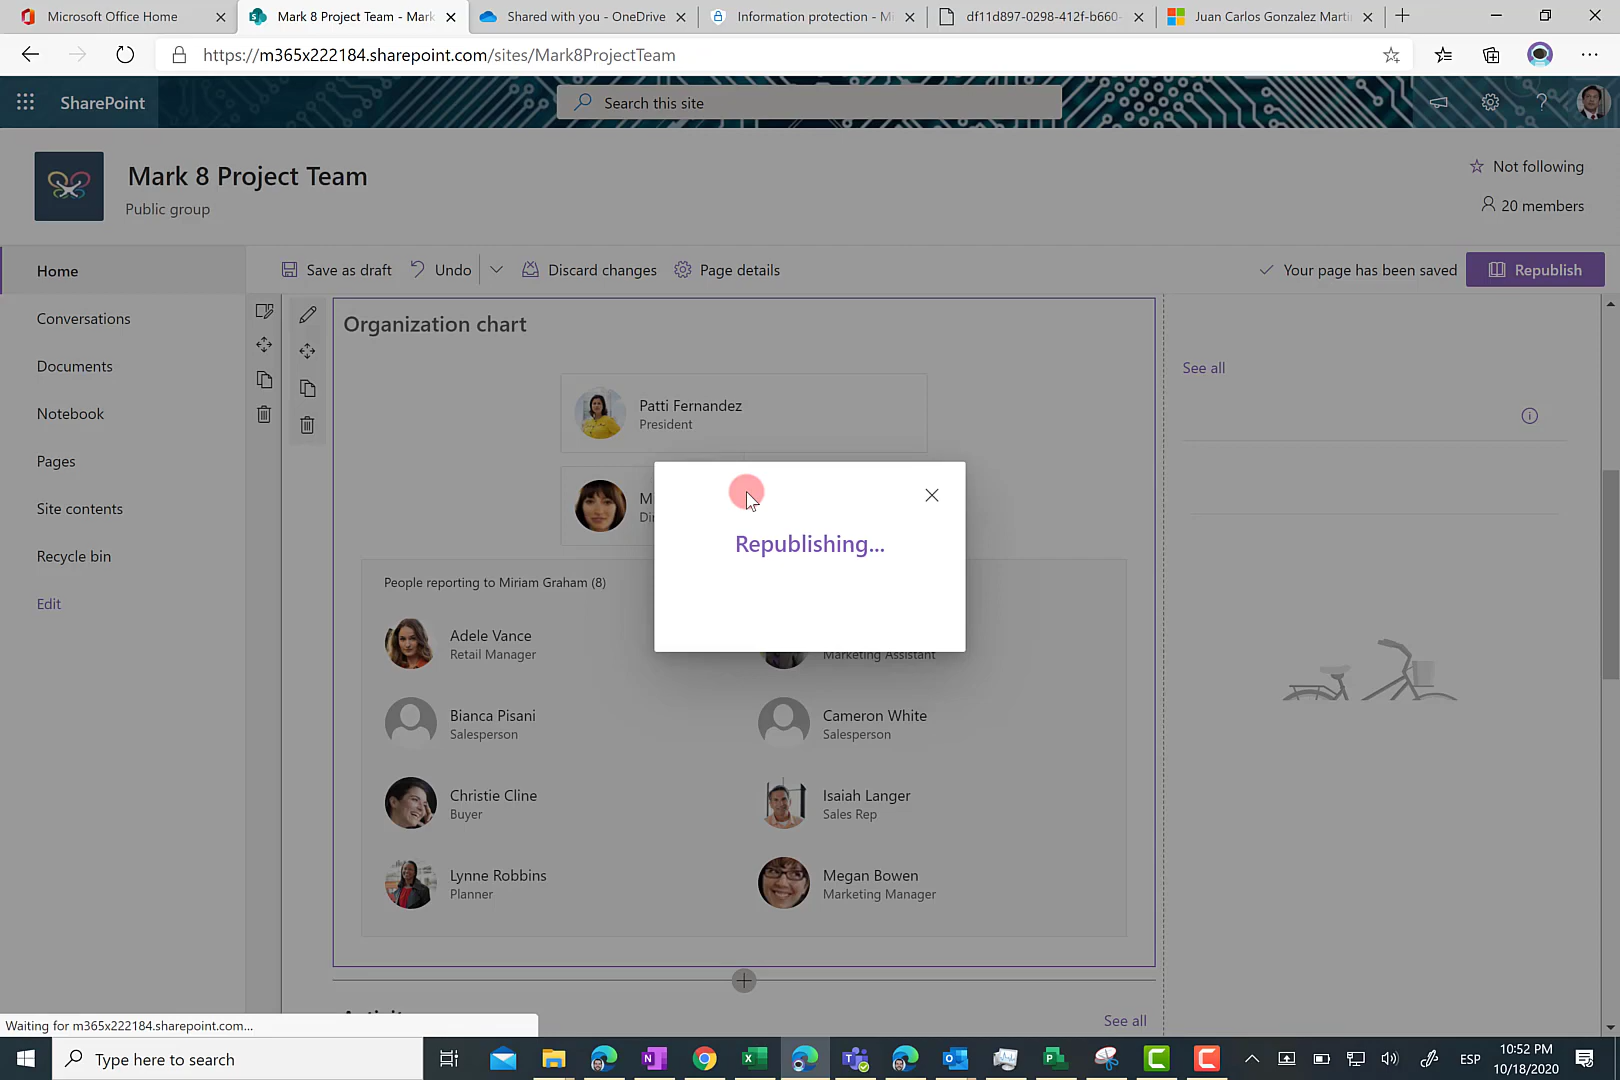 Microsoft Office Home
Mark 8 Project Team - Mark
Shared with you - OneDrive
Information protection - Mi
df11d897-0298-412f-b660-
Juan Carlos Gonzalez Marti
https://m365x222184.sharepoint.com/sites/Mark8ProjectTeam
SharePoint
Search this site
Mark 8 Project Team
Public group
Not following
20 members
Home
Conversations
Documents
Notebook
Pages
Site contents
Recycle bin
Edit
Save as draft
Undo
Discard changes
Page details
Your page has been saved
Republish
Organization chart
Patti Fernandez
President
M
Republishing...
People reporting to Miriam Graham (8)
Adele Vance
Retail Manager
Marketing Assistant
Bianca Pisani
Salesperson
Cameron White
Salesperson
Christie Cline
Buyer
Isaiah Langer
Sales Rep
Lynne Robbins
Planner
Megan Bowen
Marketing Manager
See all
See all
Waiting for m365x222184.sharepoint.com...
Type here to search
ESP
10:52 PM
10/18/2020